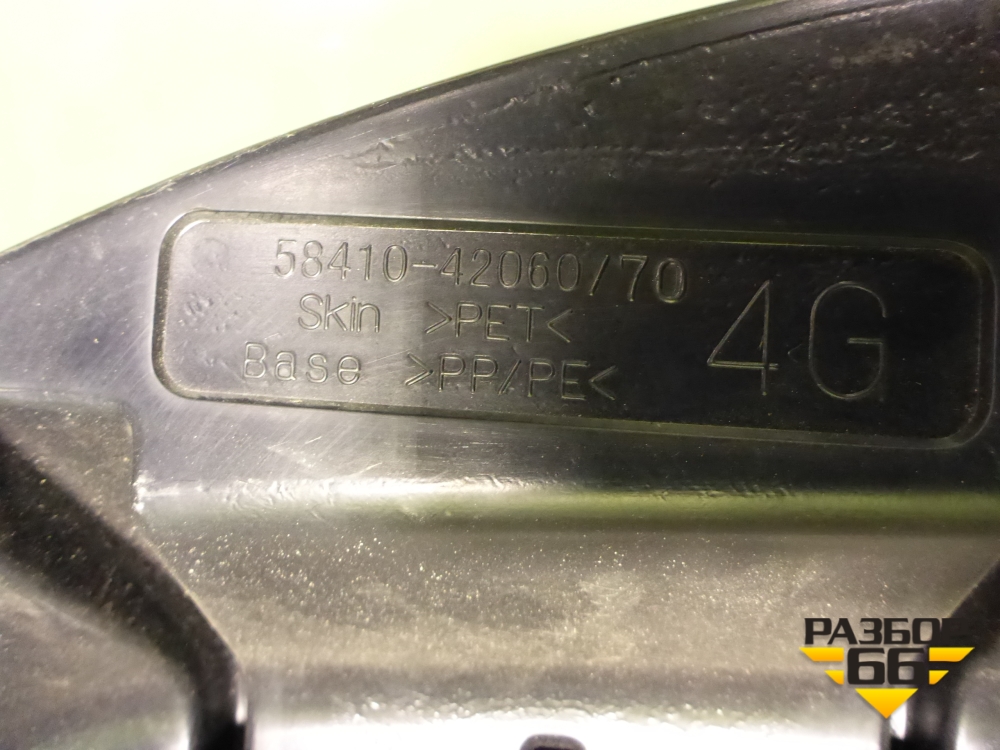 58410-42060/70
Skin >PET<
Base >PP/PE<
4G
РАЗБОР
66